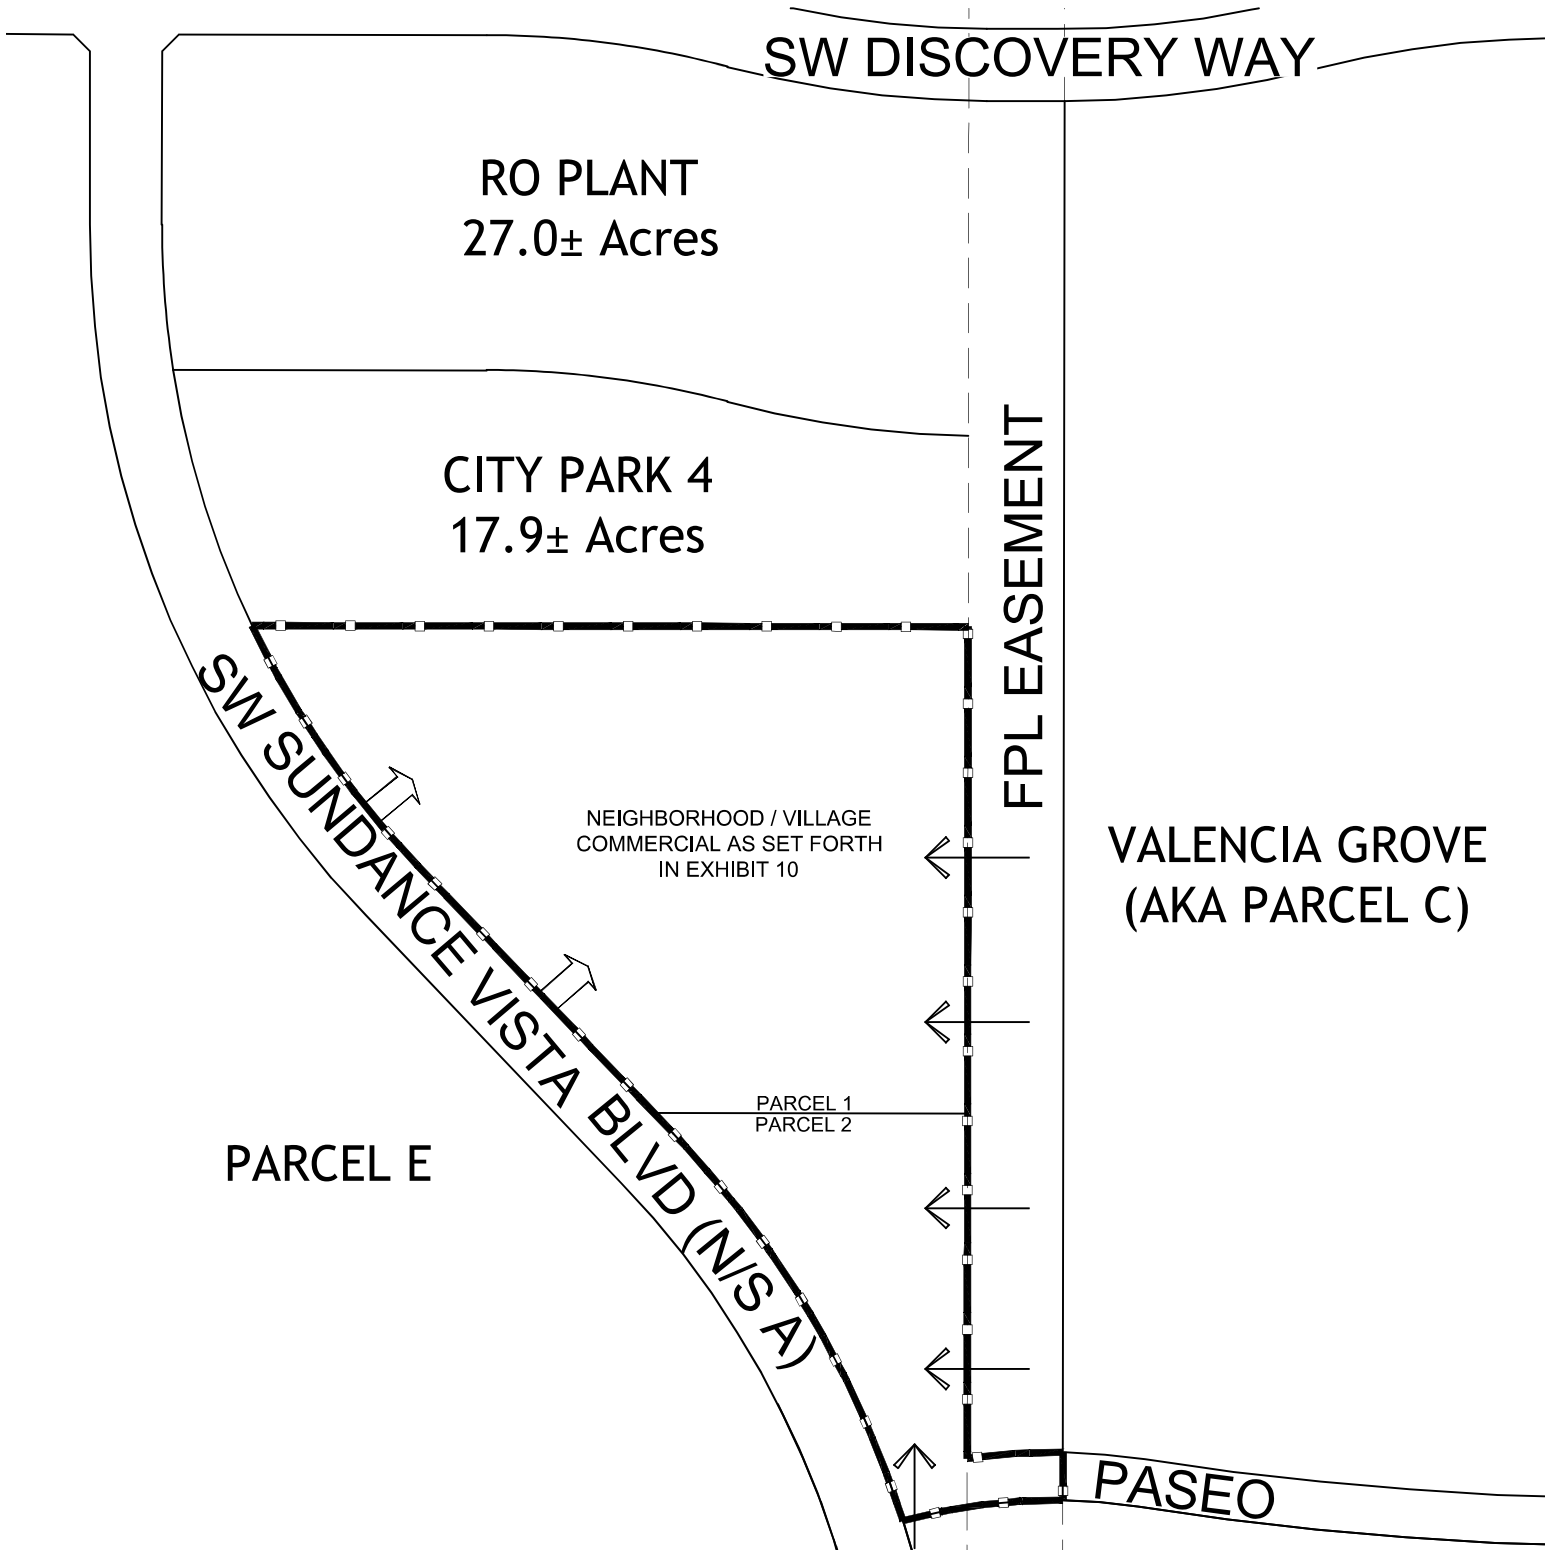 SW DISCOVERY WAY
RO PLANT
27.0± Acres
CITY PARK 4
17.9± Acres
FPL EASEMENT
SW SUNDANCE VISTA BLVD (N/S A)
NEIGHBORHOOD / VILLAGE
COMMERCIAL AS SET FORTH
IN EXHIBIT 10
VALENCIA GROVE
(AKA PARCEL C)
PARCEL 1
PARCEL 2
PARCEL E
PASEO